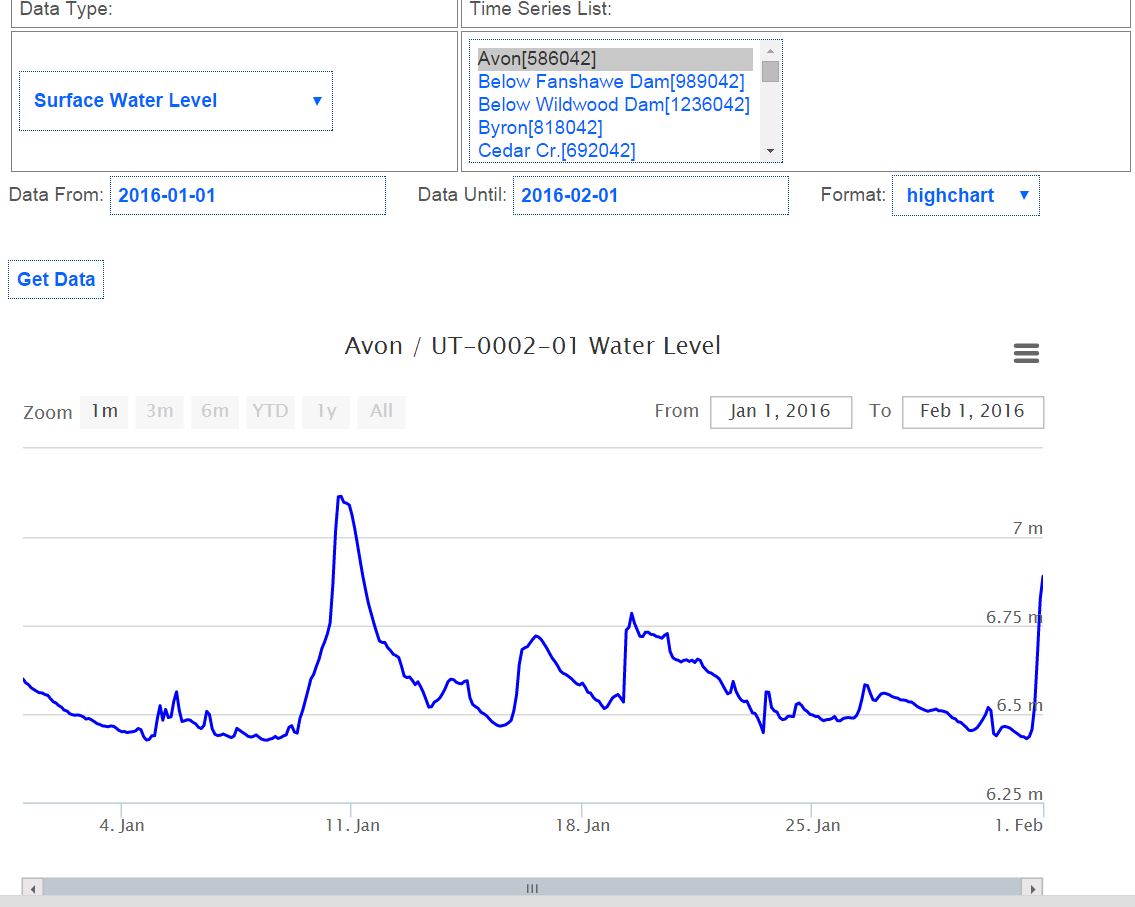 Data Type:
Time Series List:
Surface Water Level
Avon[586042]
Below Fanshawe Dam[989042]
Below Wildwood Dam[1236042]
Byron[818042]
Cedar Cr.[692042]
Data From: 2016-01-01 Data Until: 2016-02-01 Format: highchart
Get Data
Avon / UT-0002-01 Water Level
Zoom 1m 3m 6m YTD 1y All From Jan 1, 2016 To Feb 1, 2016
7 m
6.75 m
6.5 m
6.25 m
4. Jan 11. Jan 18. Jan 25. Jan 1. Feb